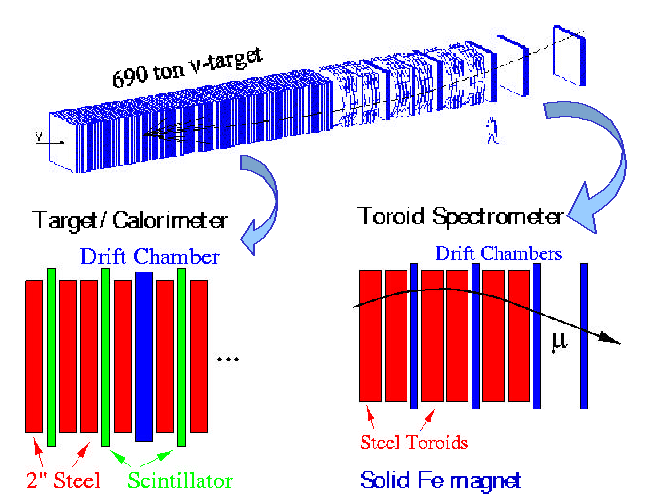 690 ton ν-target
ν
Target/ Calorimeter
Toroid Spectrometer
Drift Chamber
Drift Chambers
...
μ
Steel Toroids
2" Steel
Scintillator
Solid Fe magnet